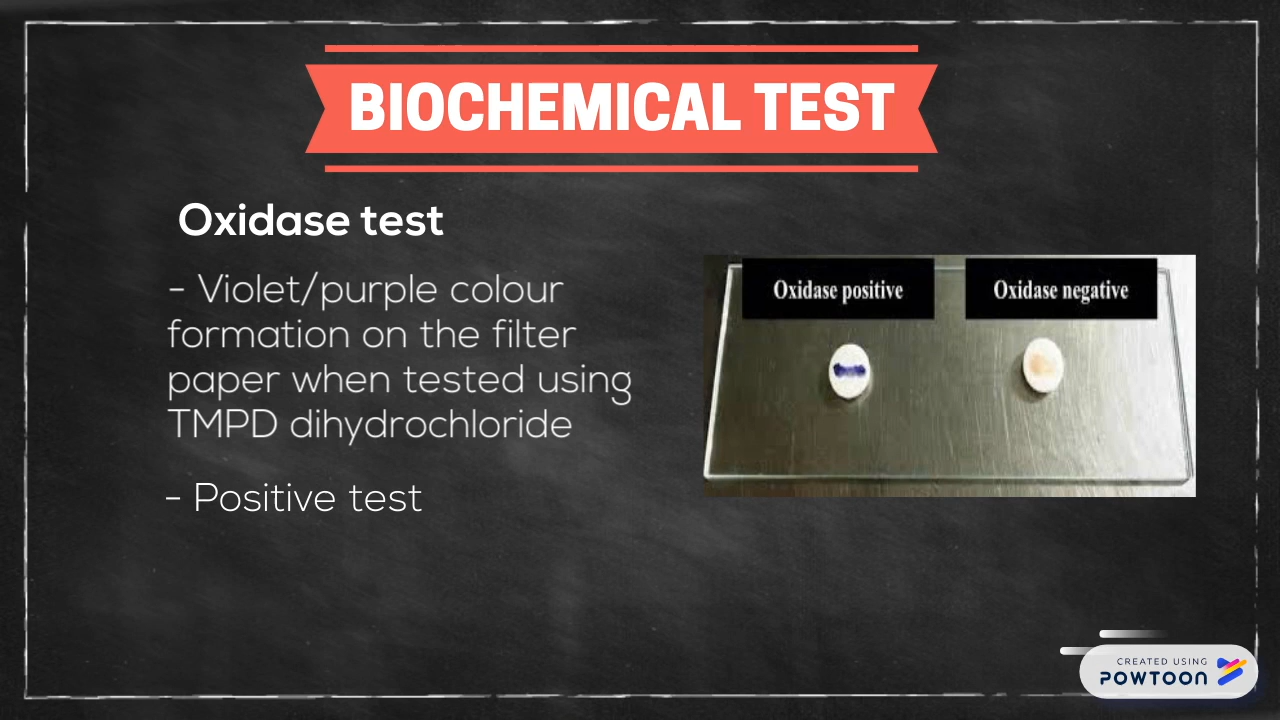 BIOCHEMICAL TEST
Oxidase test
- Violet/purple colour
formation on the filter
paper when tested using
TMPD dihydrochloride
- Positive test
Oxidase positive
Oxidase negative
CREATED USING
POWTOON